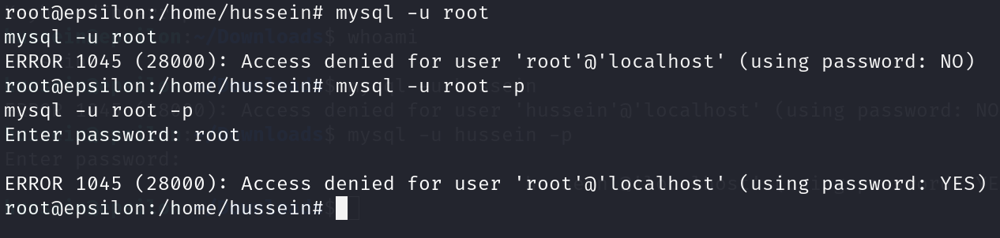 root@epsilon:/home/hussein# mysql -u root
mysql -u root
ERROR 1045 (28000): Access denied for user 'root'@'localhost' (using password: NO)
root@epsilon:/home/hussein# mysql -u root -p
mysql -u root -p
Enter password: root

ERROR 1045 (28000): Access denied for user 'root'@'localhost' (using password: YES)
root@epsilon:/home/hussein#